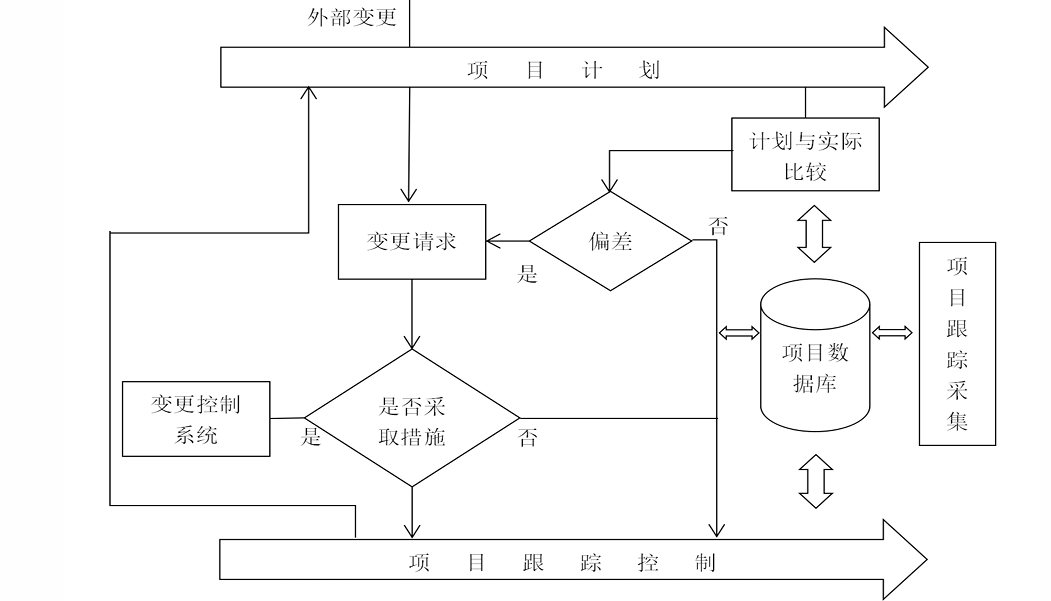 外部变更
项目计划
计划与实际
比较
否
变更请求
偏差
是
项
目
跟
踪
采
集
项目数
据库
变更控制
系统
是否采
取措施
是
否
项目跟踪控制